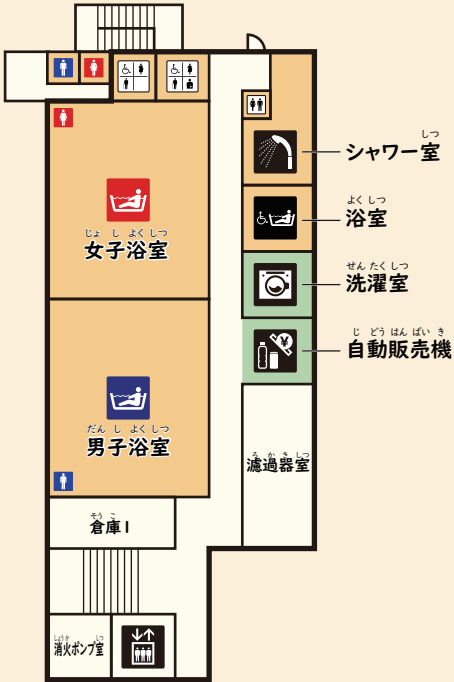 しつ
シャワー室
よくしつ
浴室
じょしよくしつ
女子浴室
せんたくしつ
洗濯室
¥
じどうはんばいき
自動販売機
だんしよくしつ
男子浴室
ろかきしつ
濾過器室
そうこ
倉庫1
しょうか しつ
消火ポンプ室